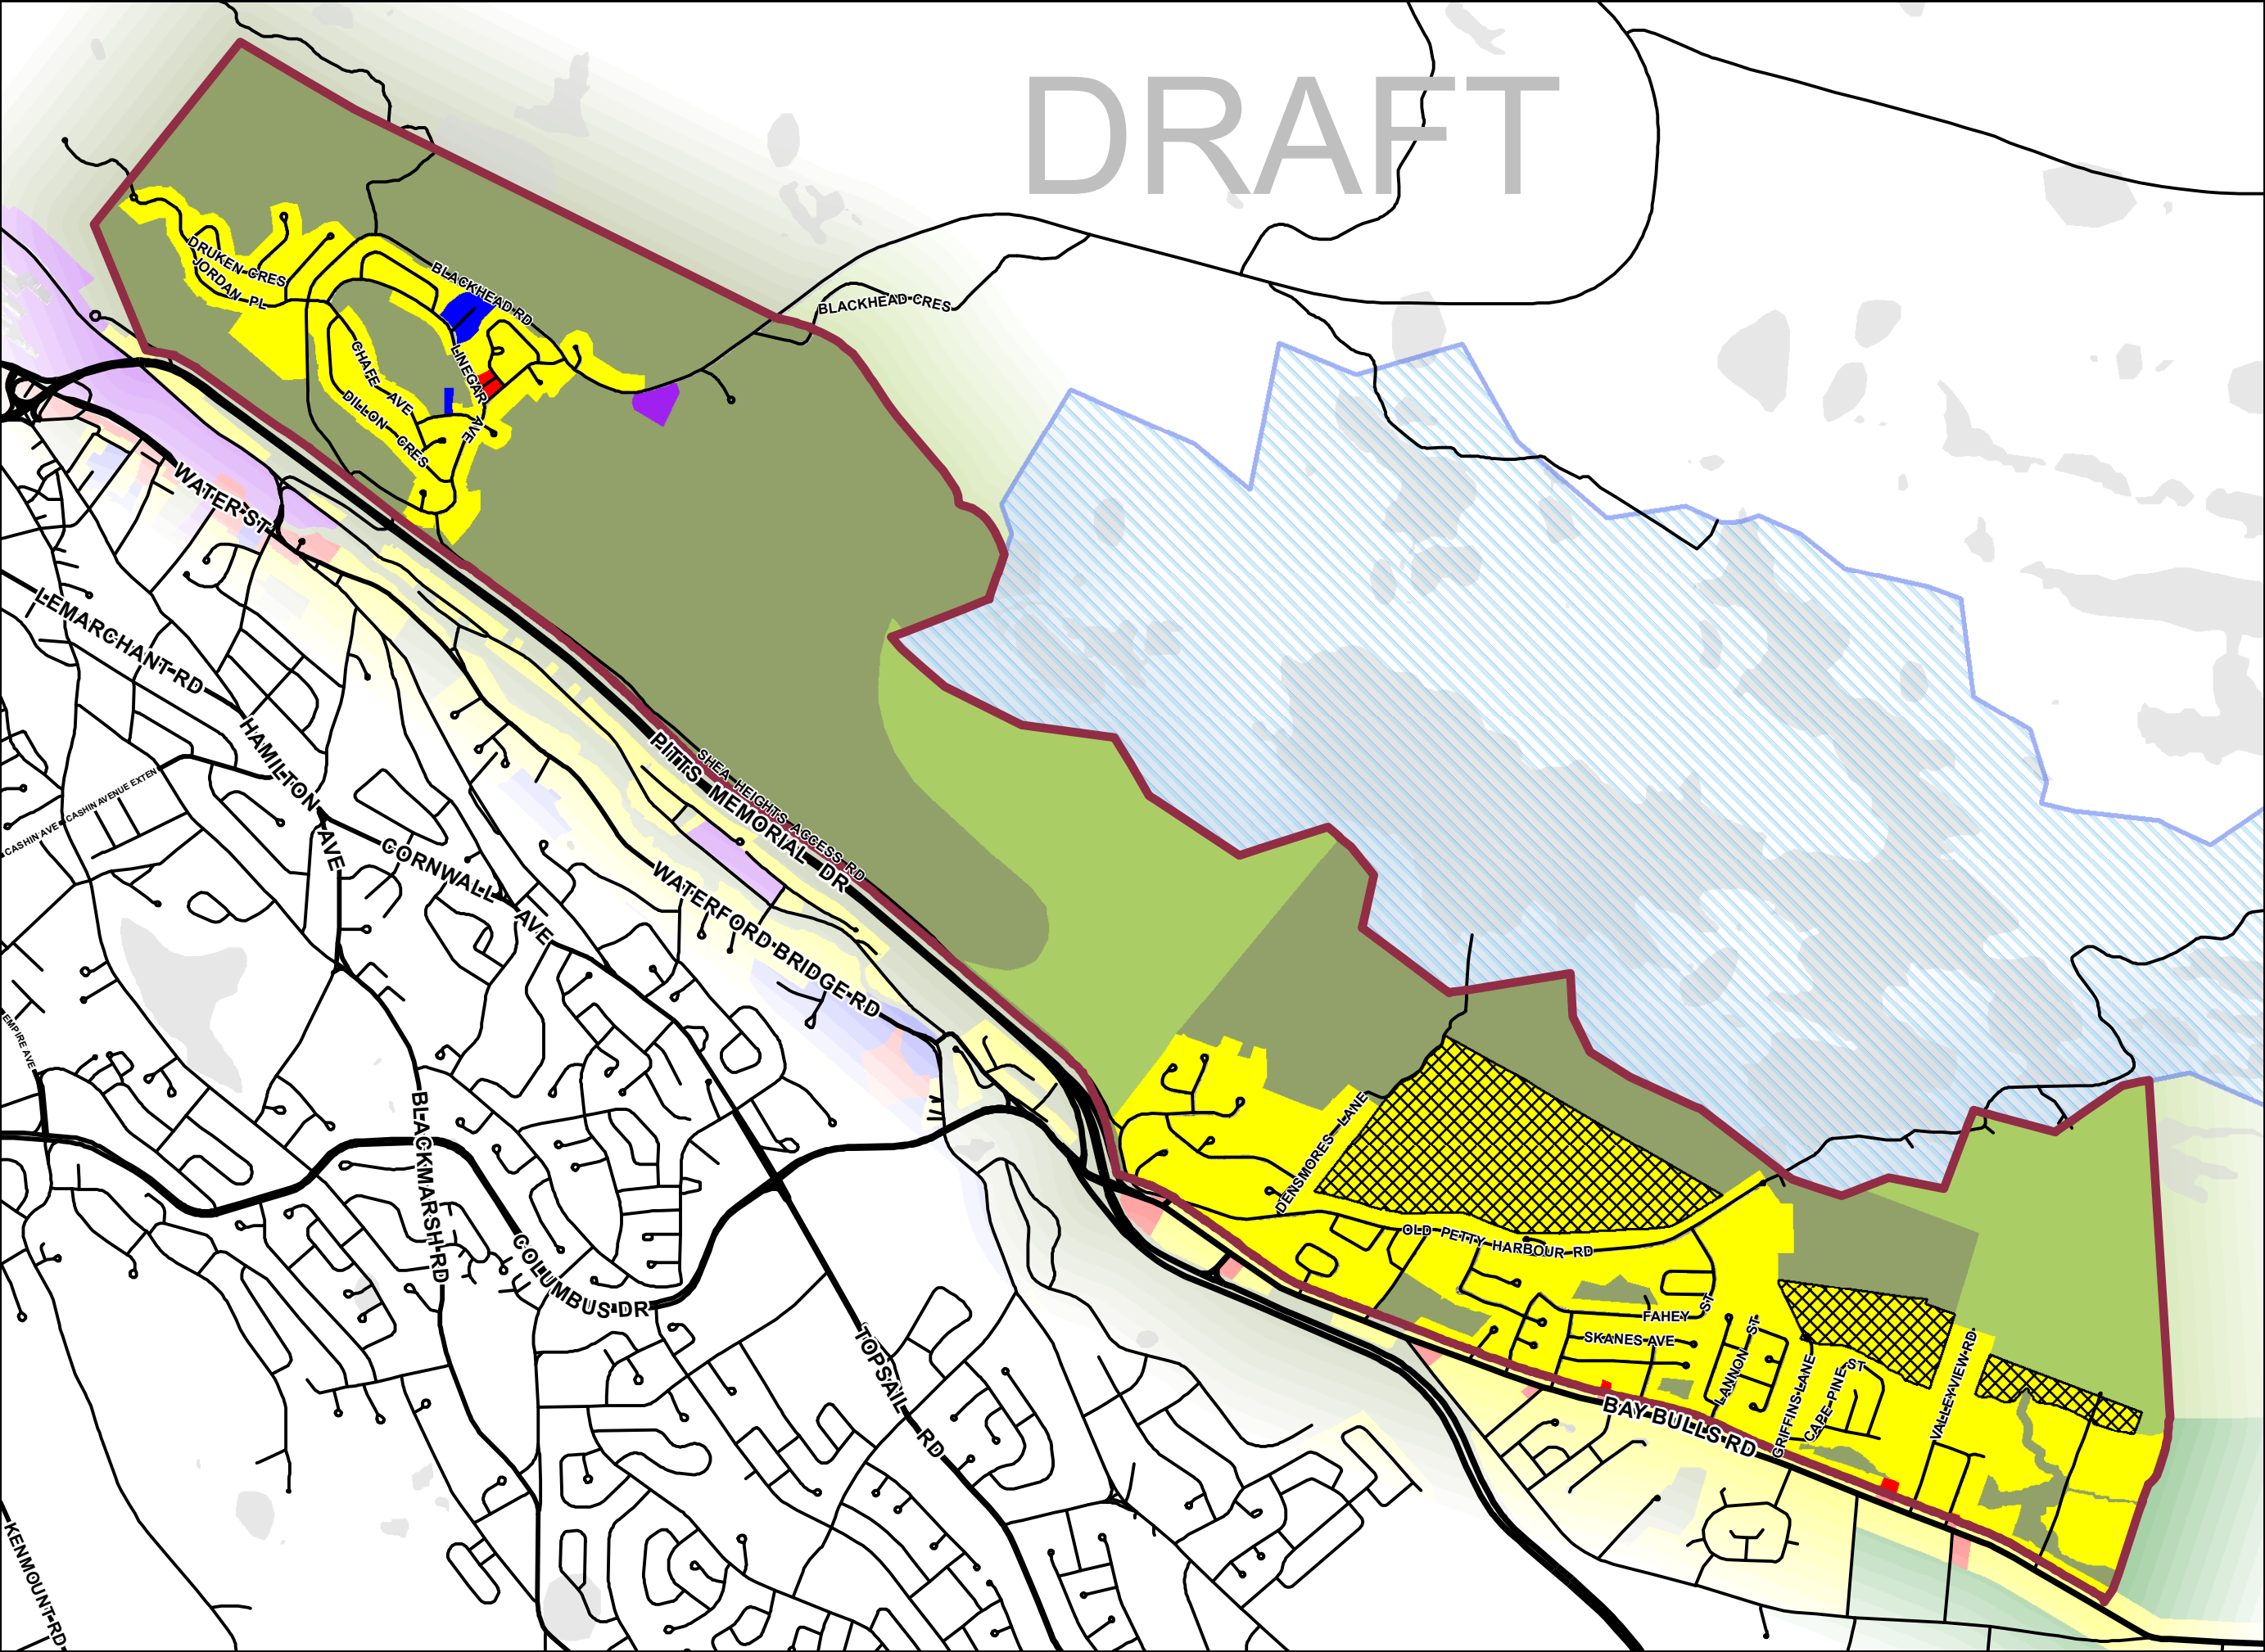 DRAFT
DRUKEN CRES
JORDAN PL
BLACKHEAD RD
BLACKHEAD CRES
LINEGAR AVE
CHAFE AVE
DILLON CRES
WATER ST
LEMARCHANT RD
HAMILTON AVE
CASHIN AVE
CASHIN AVENUE EXTEN
CORNWALL AVE
SHEA HEIGHTS ACCESS RD
PITTS MEMORIAL DR
WATERFORD BRIDGE RD
EMPIRE AVE
BLACKMARSH RD
COLUMBUS DR
TOPSAIL RD
KENMOUNT RD
DENSMORES LANE
OLD PETTY HARBOUR RD
FAHEY ST
SKANES AVE
LANNON ST
GRIFFINS LANE
CAPE PINE ST
VALLEYVIEW RD
BAY BULLS RD